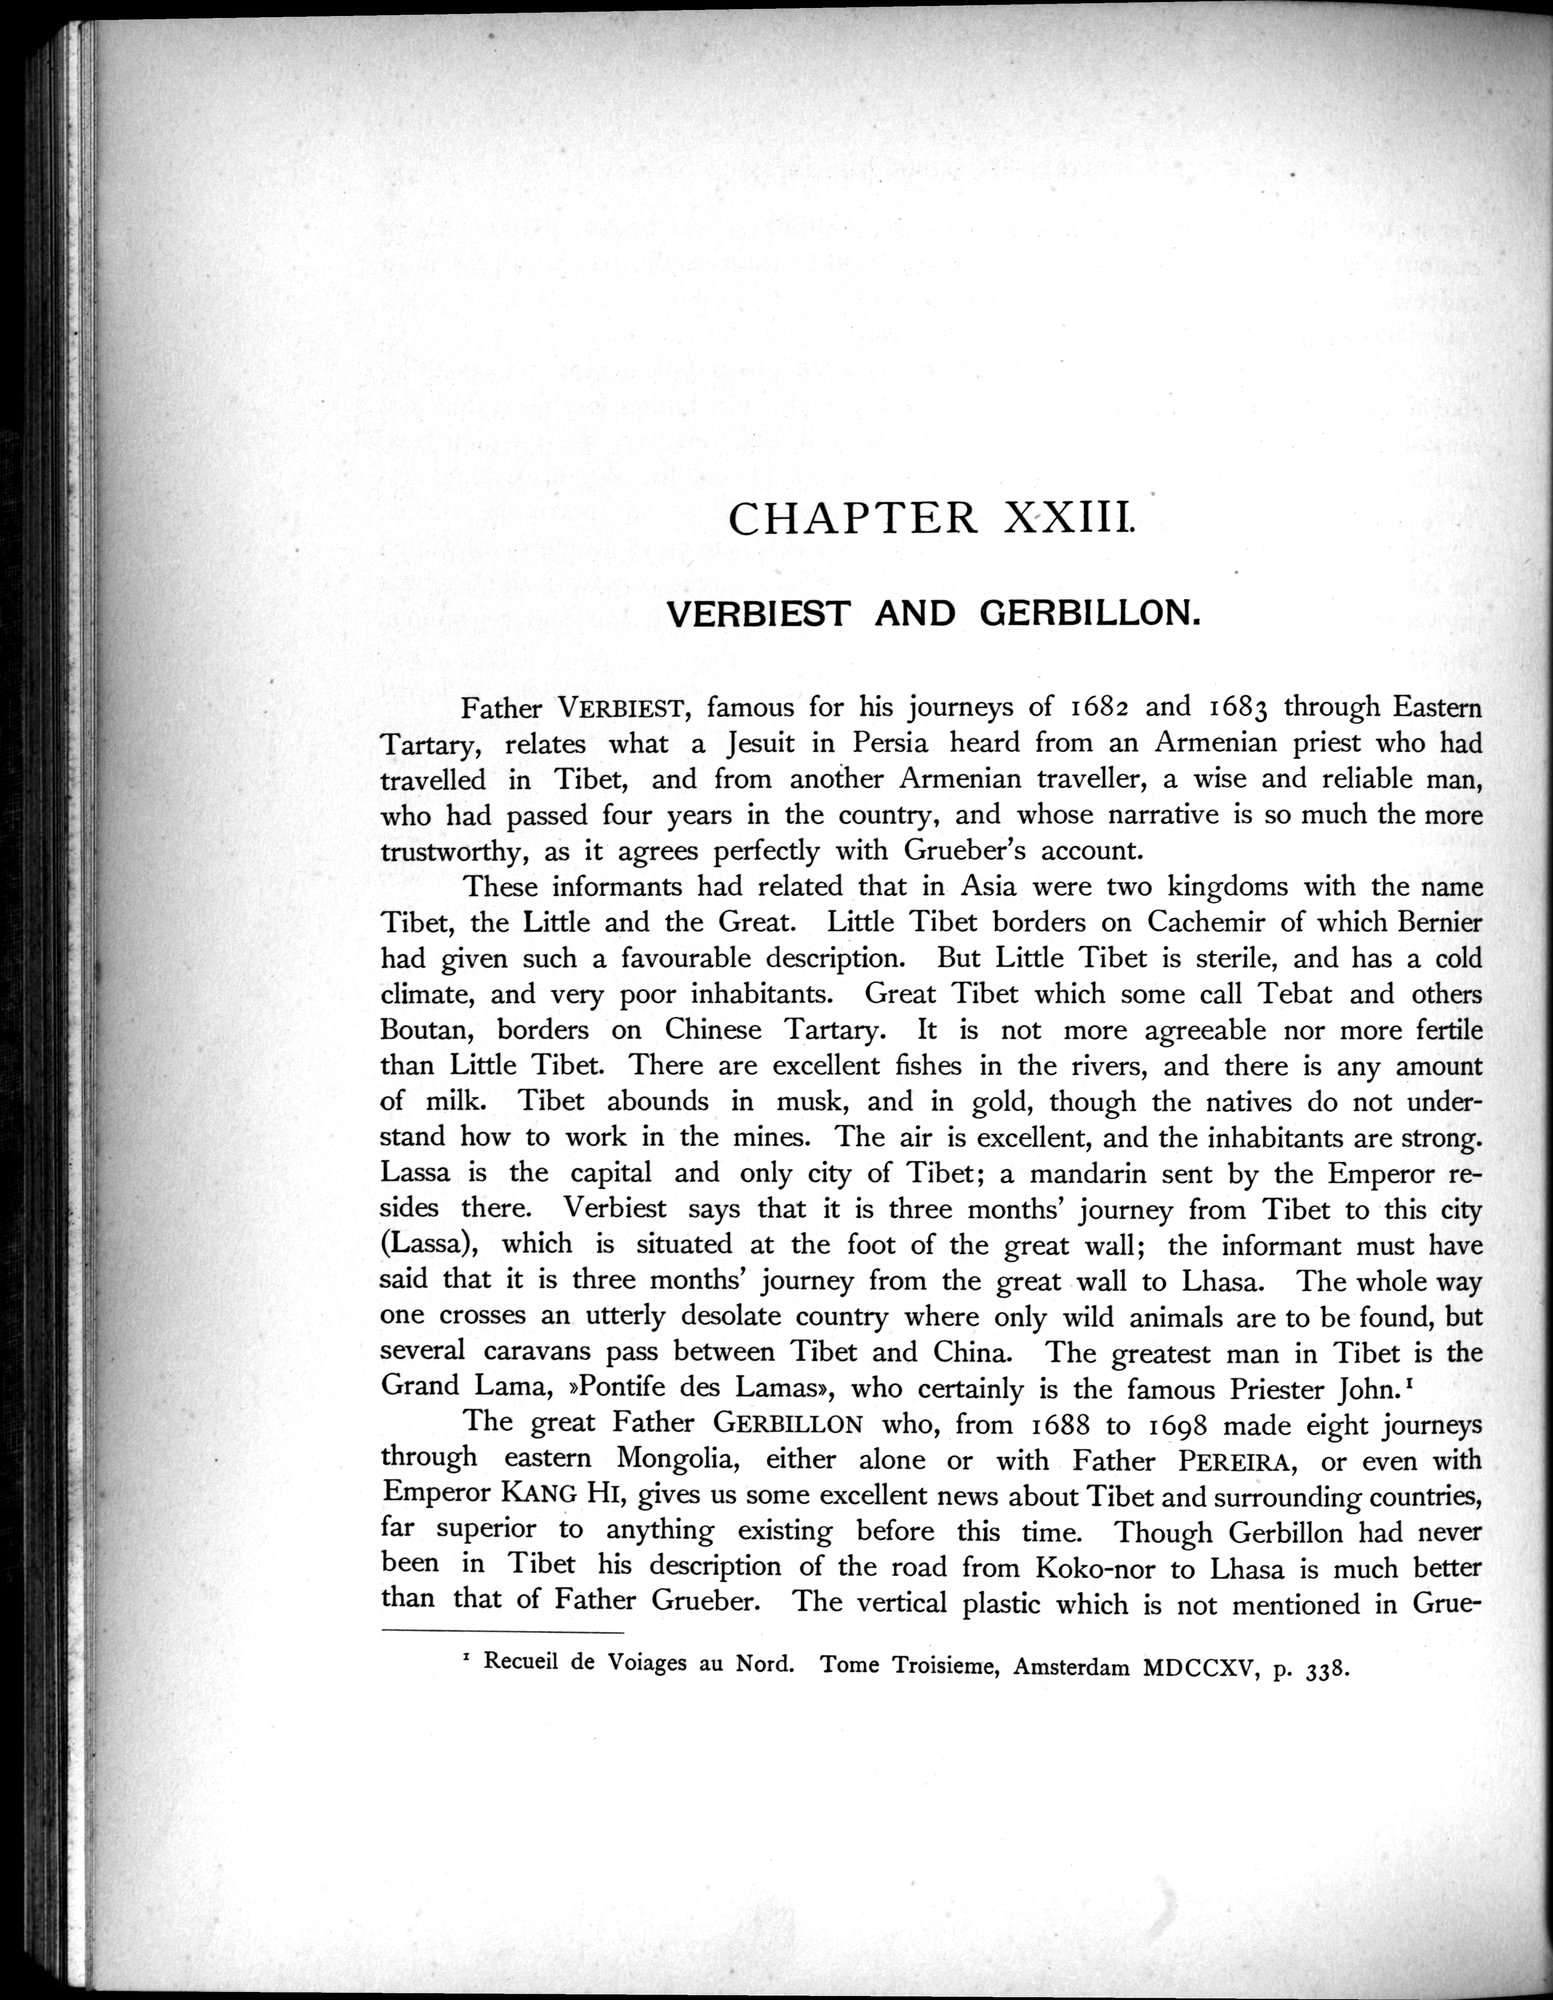 CHAPTER XXIII.
VERBIEST AND GERBILLON.
Father VERBIEST, famous for his journeys of 1682 and 1683 through Eastern
Tartary, relates what a Jesuit in Persia heard from an Armenian priest who had
travelled in Tibet, and from another Armenian traveller, a wise and reliable man,
who had passed four years in the country, and whose narrative is so much the more
trustworthy, as it agrees perfectly with Grueber's account.
These informants had related that in Asia were two kingdoms with the name
Tibet, the Little and the Great. Little Tibet borders on Cachemir of which Bernier
had given such a favourable description. But Little Tibet is sterile, and has a cold
climate, and very poor inhabitants. Great Tibet which some call Tebat and others
Boutan, borders on Chinese Tartary. It is not more agreeable nor more fertile
than Little Tibet. There are excellent fishes in the rivers, and there is any amount
of milk. Tibet abounds in musk, and in gold, though the natives do not under-
stand how to work in the mines. The air is excellent, and the inhabitants are strong.
Lassa is the capital and only city of Tibet; a mandarin sent by the Emperor re-
sides there. Verbiest says that it is three months' journey from Tibet to this city
(Lassa), which is situated at the foot of the great wall; the informant must have
said that it is three months' journey from the great wall to Lhasa. The whole way
one crosses an utterly desolate country where only wild animals are to be found, but
several caravans pass between Tibet and China. The greatest man in Tibet is the
Grand Lama, »Pontife des Lamas», who certainly is the famous Priester John.¹
The great Father GERBILLON who, from 1688 to 1698 made eight journeys
through eastern Mongolia, either alone or with Father PEREIRA, or even with
Emperor KANG HI, gives us some excellent news about Tibet and surrounding countries,
far superior to anything existing before this time. Though Gerbillon had never
been in Tibet his description of the road from Koko-nor to Lhasa is much better
than that of Father Grueber. The vertical plastic which is not mentioned in Grue-
¹ Recueil de Voiages au Nord. Tome Troisieme, Amsterdam MDCCXV, p. 338.